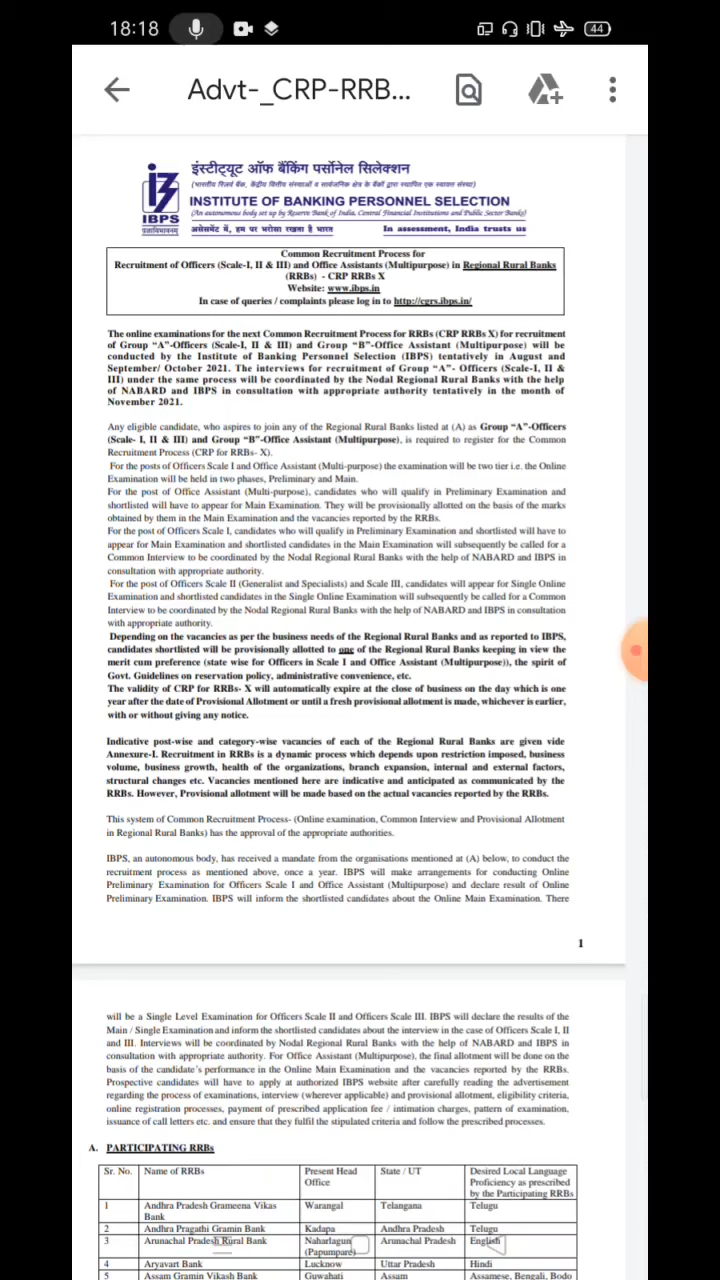 18:18
44
Advt-_CRP-RRB...
इंस्टीट्यूट ऑफ बैंकिंग पर्सोनेल सिलेक्शन
(भारतीय रिज़र्व बैंक, केंद्रीय वित्तीय संस्थाओं व सार्वजनिक क्षेत्र के बैंकों द्वारा स्थापित एक स्वायत्त संस्था)
INSTITUTE OF BANKING PERSONNEL SELECTION
(An autonomous body set up by Reserve Bank of India, Central Financial Institutions and Public Sector Banks)
IBPS
असेसमेंट में, हम पर भरोसा रखता है भारत In assessment, India trusts us
Common Recruitment Process for
Recruitment of Officers (Scale-I, II & III) and Office Assistants (Multipurpose) in Regional Rural Banks
(RRBs) - CRP RRBs X
Website: www.ibps.in
In case of queries / complaints please log in to http://cgrs.ibps.in/
The online examinations for the next Common Recruitment Process for RRBs (CRP RRBs X) for recruitment
of Group “A”-Officers (Scale-I, II & III) and Group “B”-Office Assistant (Multipurpose) will be
conducted by the Institute of Banking Personnel Selection (IBPS) tentatively in August and
September/ October 2021. The interviews for recruitment of Group “A”- Officers (Scale-I, II &
III) under the same process will be coordinated by the Nodal Regional Rural Banks with the help
of NABARD and IBPS in consultation with appropriate authority tentatively in the month of
November 2021.
Any eligible candidate, who aspires to join any of the Regional Rural Banks listed at (A) as Group “A”-Officers
(Scale- I, II & III) and Group “B”-Office Assistant (Multipurpose), is required to register for the Common
Recruitment Process (CRP for RRBs- X).
For the posts of Officers Scale I and Office Assistant (Multi-purpose) the examination will be two tier i.e. the Online
Examination will be held in two phases, Preliminary and Main.
For the post of Office Assistant (Multi-purpose), candidates who will qualify in Preliminary Examination and
shortlisted will have to appear for Main Examination. They will be provisionally allotted on the basis of the marks
obtained by them in the Main Examination and the vacancies reported by the RRBs.
For the post of Officers Scale I, candidates who will qualify in Preliminary Examination and shortlisted will have to
appear for Main Examination and shortlisted candidates in the Main Examination will subsequently be called for a
Common Interview to be coordinated by the Nodal Regional Rural Banks with the help of NABARD and IBPS in
consultation with appropriate authority.
For the post of Officers Scale II (Generalist and Specialists) and Scale III, candidates will appear for Single Online
Examination and shortlisted candidates in the Single Online Examination will subsequently be called for a Common
Interview to be coordinated by the Nodal Regional Rural Banks with the help of NABARD and IBPS in consultation
with appropriate authority.
Depending on the vacancies as per the business needs of the Regional Rural Banks and as reported to IBPS,
candidates shortlisted will be provisionally allotted to one of the Regional Rural Banks keeping in view the
merit cum preference (state wise for Officers in Scale I and Office Assistant (Multipurpose)), the spirit of
Govt. Guidelines on reservation policy, administrative convenience, etc.
The validity of CRP for RRBs- X will automatically expire at the close of business on the day which is one
year after the date of Provisional Allotment or until a fresh provisional allotment is made, whichever is earlier,
with or without giving any notice.
Indicative post-wise and category-wise vacancies of each of the Regional Rural Banks are given vide
Annexure-I. Recruitment in RRBs is a dynamic process which depends upon restriction imposed, business
volume, business growth, health of the organizations, branch expansion, internal and external factors,
structural changes etc. Vacancies mentioned here are indicative and anticipated as communicated by the
RRBs. However, Provisional allotment will be made based on the actual vacancies reported by the RRBs.
This system of Common Recruitment Process- (Online examination, Common Interview and Provisional Allotment
in Regional Rural Banks) has the approval of the appropriate authorities.
IBPS, an autonomous body, has received a mandate from the organisations mentioned at (A) below, to conduct the
recruitment process as mentioned above, once a year. IBPS will make arrangements for conducting Online
Preliminary Examination for Officers Scale I and Office Assistant (Multipurpose) and declare result of Online
Preliminary Examination. IBPS will inform the shortlisted candidates about the Online Main Examination. There
1
will be a Single Level Examination for Officers Scale II and Officers Scale III. IBPS will declare the results of the
Main / Single Examination and inform the shortlisted candidates about the interview in the case of Officers Scale I, II
and III. Interviews will be coordinated by Nodal Regional Rural Banks with the help of NABARD and IBPS in
consultation with appropriate authority. For Office Assistant (Multipurpose), the final allotment will be done on the
basis of the candidate’s performance in the Online Main Examination and the vacancies reported by the RRBs.
Prospective candidates will have to apply at authorized IBPS website after carefully reading the advertisement
regarding the process of examinations, interview (wherever applicable) and provisional allotment, eligibility criteria,
online registration processes, payment of prescribed application fee / intimation charges, pattern of examination,
issuance of call letters etc. and ensure that they fulfil the stipulated criteria and follow the prescribed processes.
A. PARTICIPATING RRBs
Sr. No. Name of RRBs Present Head Office State / UT Desired Local Language Proficiency as prescribed by the Participating RRBs
1 Andhra Pradesh Grameena Vikas Bank Warangal Telangana Telugu
2 Andhra Pragathi Gramin Bank Kadapa Andhra Pradesh Telugu
3 Arunachal Pradesh Rural Bank Naharlagun (Papumpare) Arunachal Pradesh English
4 Aryavart Bank Lucknow Uttar Pradesh Hindi
5 Assam Gramin Vikash Bank Guwahati Assam Assamese, Bengali, Bodo